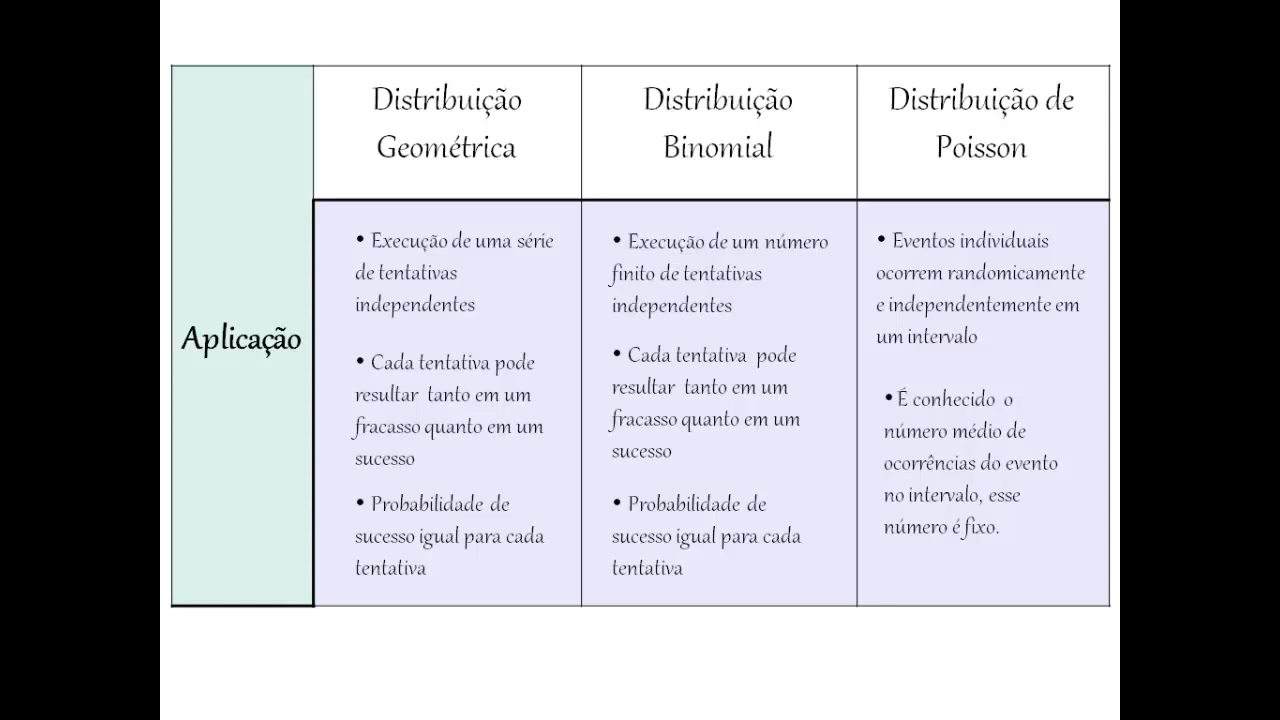 Distribuição
Geométrica
Distribuição
Binomial
Distribuição de
Poisson
Aplicação
• Execução de uma série
de tentativas
independentes
• Cada tentativa pode
resultar tanto em um
fracasso quanto em um
sucesso
• Probabilidade de
sucesso igual para cada
tentativa
• Execução de um número
finito de tentativas
independentes
• Cada tentativa pode
resultar tanto em um
fracasso quanto em um
sucesso
• Probabilidade de
sucesso igual para cada
tentativa
• Eventos individuais
ocorrem randomicamente
e independentemente em
um intervalo
• É conhecido o
número médio de
ocorrências do evento
no intervalo, esse
número é fixo.